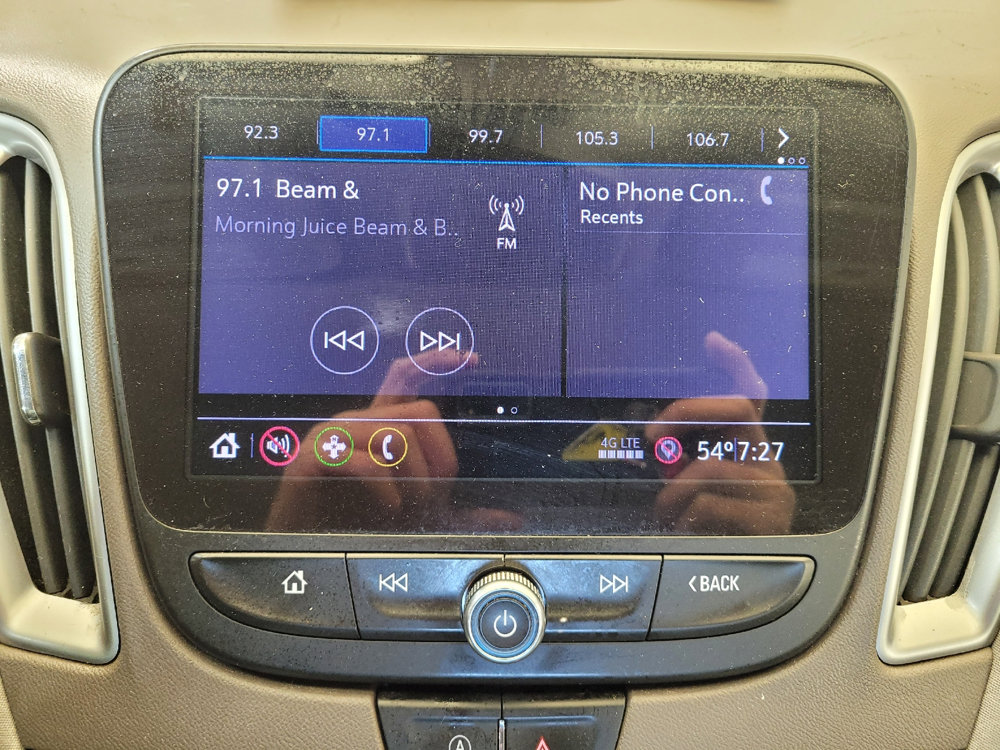 92.3 97.1 99.7 105.3 106.7
97.1 Beam &
Morning Juice Beam & B..
FM
No Phone Con..
Recents
4G LTE 54º 7:27
BACK
A